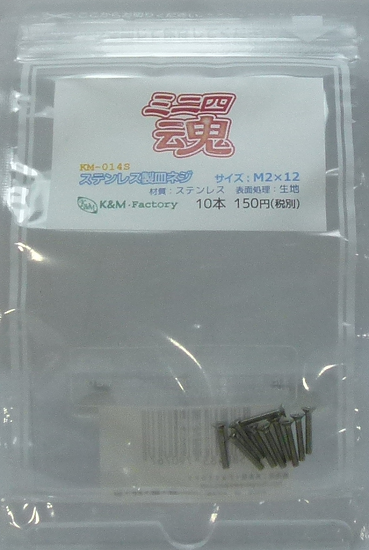 ミニ四
魂
KM-014S
ステンレス製皿ネジ サイズ:M2×12
材質:ステンレス 表面処理:生地
K&M・Factory 10本 150円(税別)